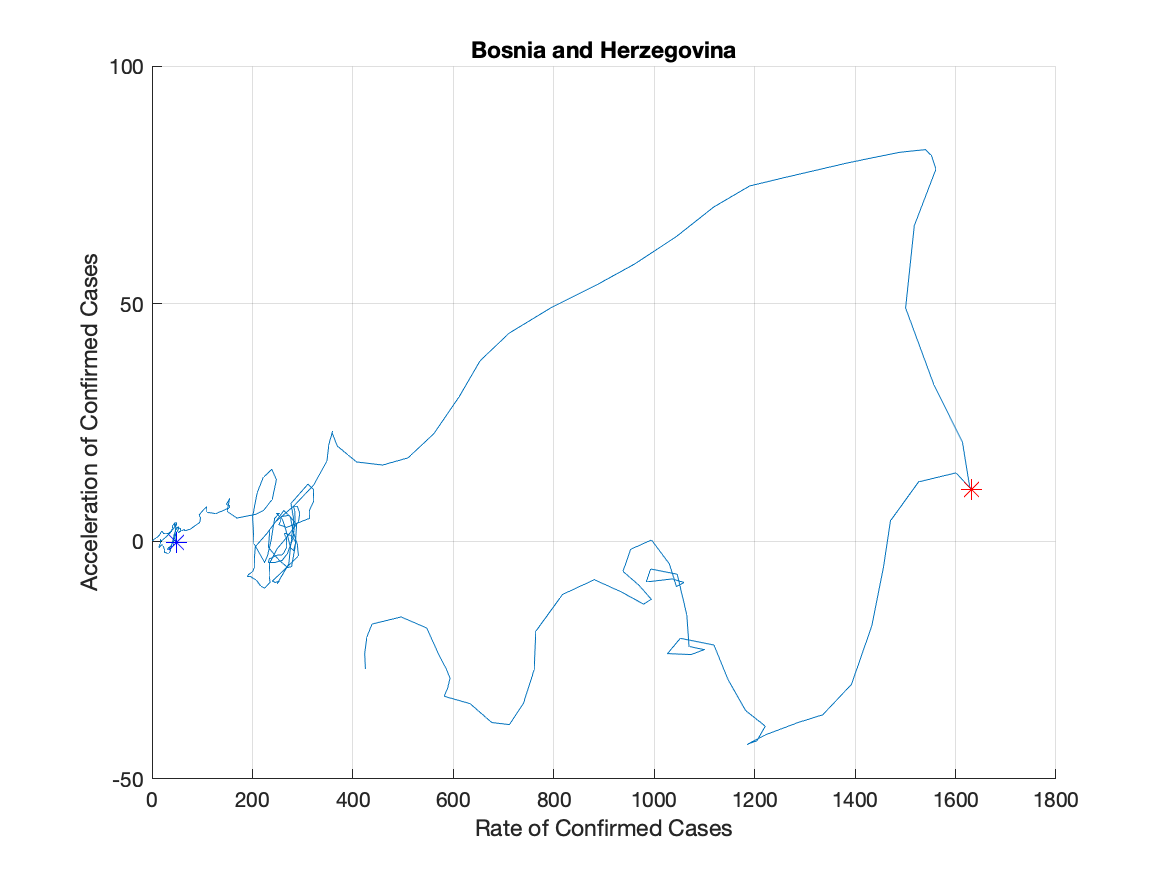 Bosnia and Herzegovina
100
50
0
-50
Acceleration of Confirmed Cases
0 200 400 600 800 1000 1200 1400 1600 1800
Rate of Confirmed Cases